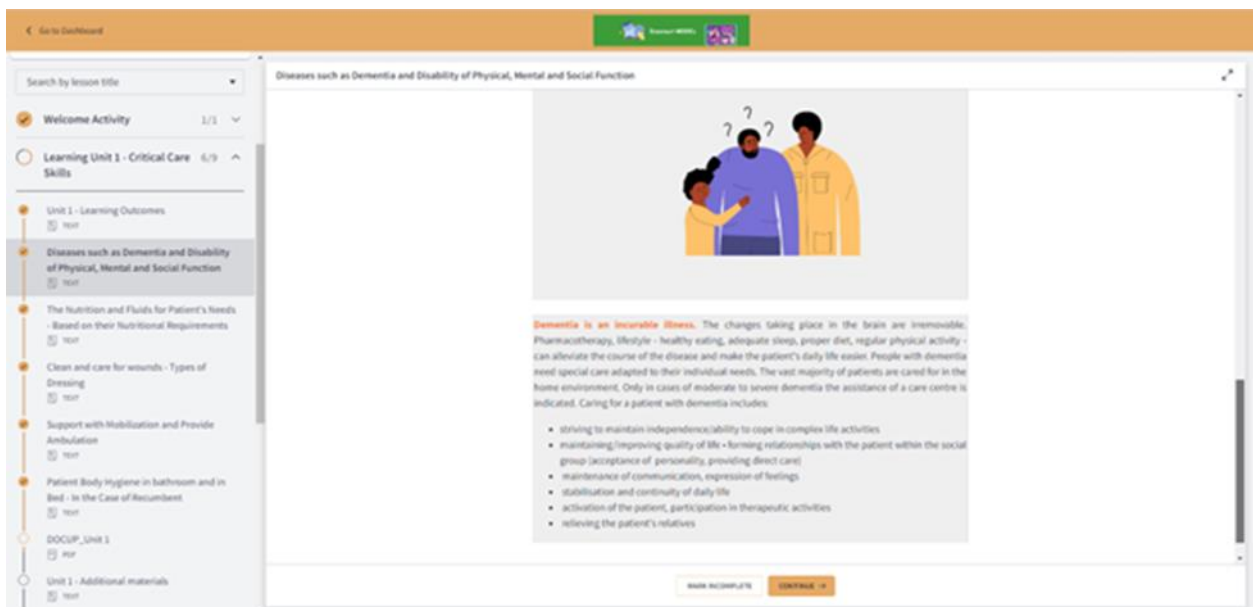 Go to Dashboard
Search by lesson title
Welcome Activity 1/1
Learning Unit 1 - Critical Care 6/9
Skills
Unit 1 - Learning Outcomes
TEXT
Diseases such as Dementia and Disability
of Physical, Mental and Social Function
TEXT
The Nutrition and Fluids for Patient's Needs
- Based on their Nutritional Requirements
TEXT
Clean and care for wounds - Types of
Dressing
TEXT
Support with Mobilization and Provide
Ambulation
TEXT
Patient Body Hygiene in bathroom and in
Bed - In the Case of Recumbent
TEXT
DOCUP_Unit 1
PDF
Unit 1 - Additional materials
TEXT
Diseases such as Dementia and Disability of Physical, Mental and Social Function
? ? ?
Dementia is an incurable illness. The changes taking place in the brain are irremovable.
Pharmacotherapy, lifestyle - healthy eating, adequate sleep, proper diet, regular physical activity -
can alleviate the course of the disease and make the patient's daily life easier. People with dementia
need special care adapted to their individual needs. The vast majority of patients are cared for in the
home environment. Only in cases of moderate to severe dementia the assistance of a care centre is
indicated. Caring for a patient with dementia includes:
• striving to maintain independence/ability to cope in complex life activities
• maintaining/improving quality of life • forming relationships with the patient within the social
group (acceptance of personality, providing direct care)
• maintenance of communication, expression of feelings
• stabilisation and continuity of daily life
• activation of the patient, participation in therapeutic activities
• relieving the patient's relatives
MARK INCOMPLETE
CONTINUE →